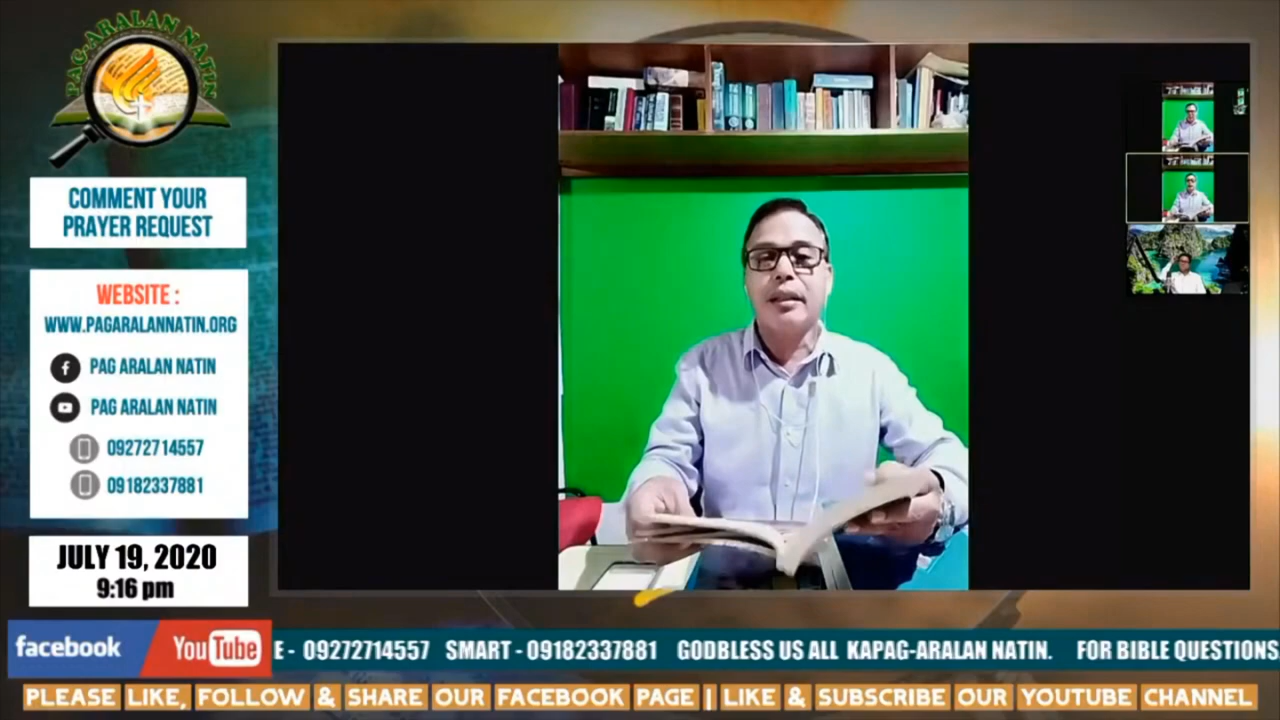 PAG-ARALAN NATIN
COMMENT YOUR
PRAYER REQUEST
WEBSITE :
WWW.PAGARALANNATIN.ORG
PAG ARALAN NATIN
PAG ARALAN NATIN
09272714557
09182337881
JULY 19, 2020
9:16 pm
facebook
YouTube
E - 09272714557 SMART - 09182337881 GODBLESS US ALL KAPAG-ARALAN NATIN. FOR BIBLE QUESTIONS
PLEASE LIKE, FOLLOW & SHARE OUR FACEBOOK PAGE | LIKE & SUBSCRIBE OUR YOUTUBE CHANNEL